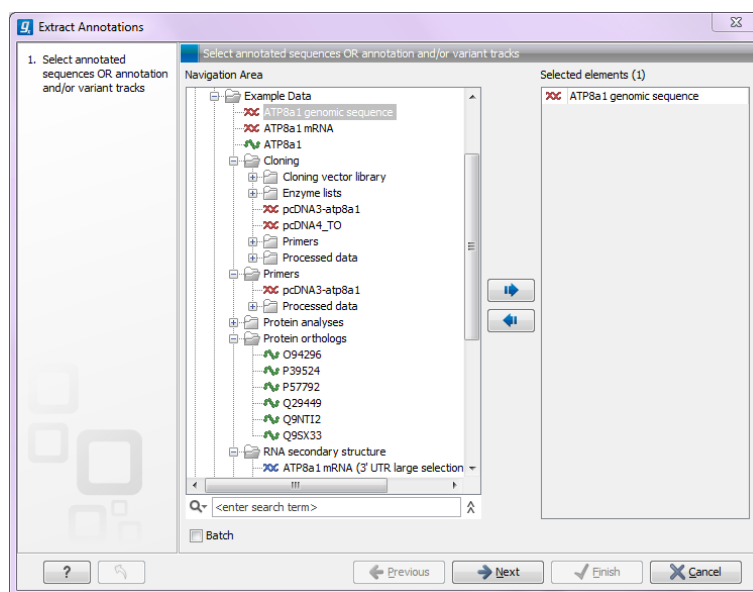 Extract Annotations
1. Select annotated
sequences OR annotation
and/or variant tracks
Select annotated sequences OR annotation and/or variant tracks
Navigation Area
Example Data
ATP8a1 genomic sequence
ATP8a1 mRNA
ATP8a1
Cloning
Cloning vector library
Enzyme lists
pcDNA3-atp8a1
pcDNA4_TO
Primers
Processed data
Primers
pcDNA3-atp8a1
Processed data
Protein analyses
Protein orthologs
O94296
P39524
P57792
Q29449
Q9NTI2
Q9SX33
RNA secondary structure
ATP8a1 mRNA (3' UTR large selection
<enter search term>
Batch
Selected elements (1)
ATP8a1 genomic sequence
?
Previous
Next
Finish
Cancel